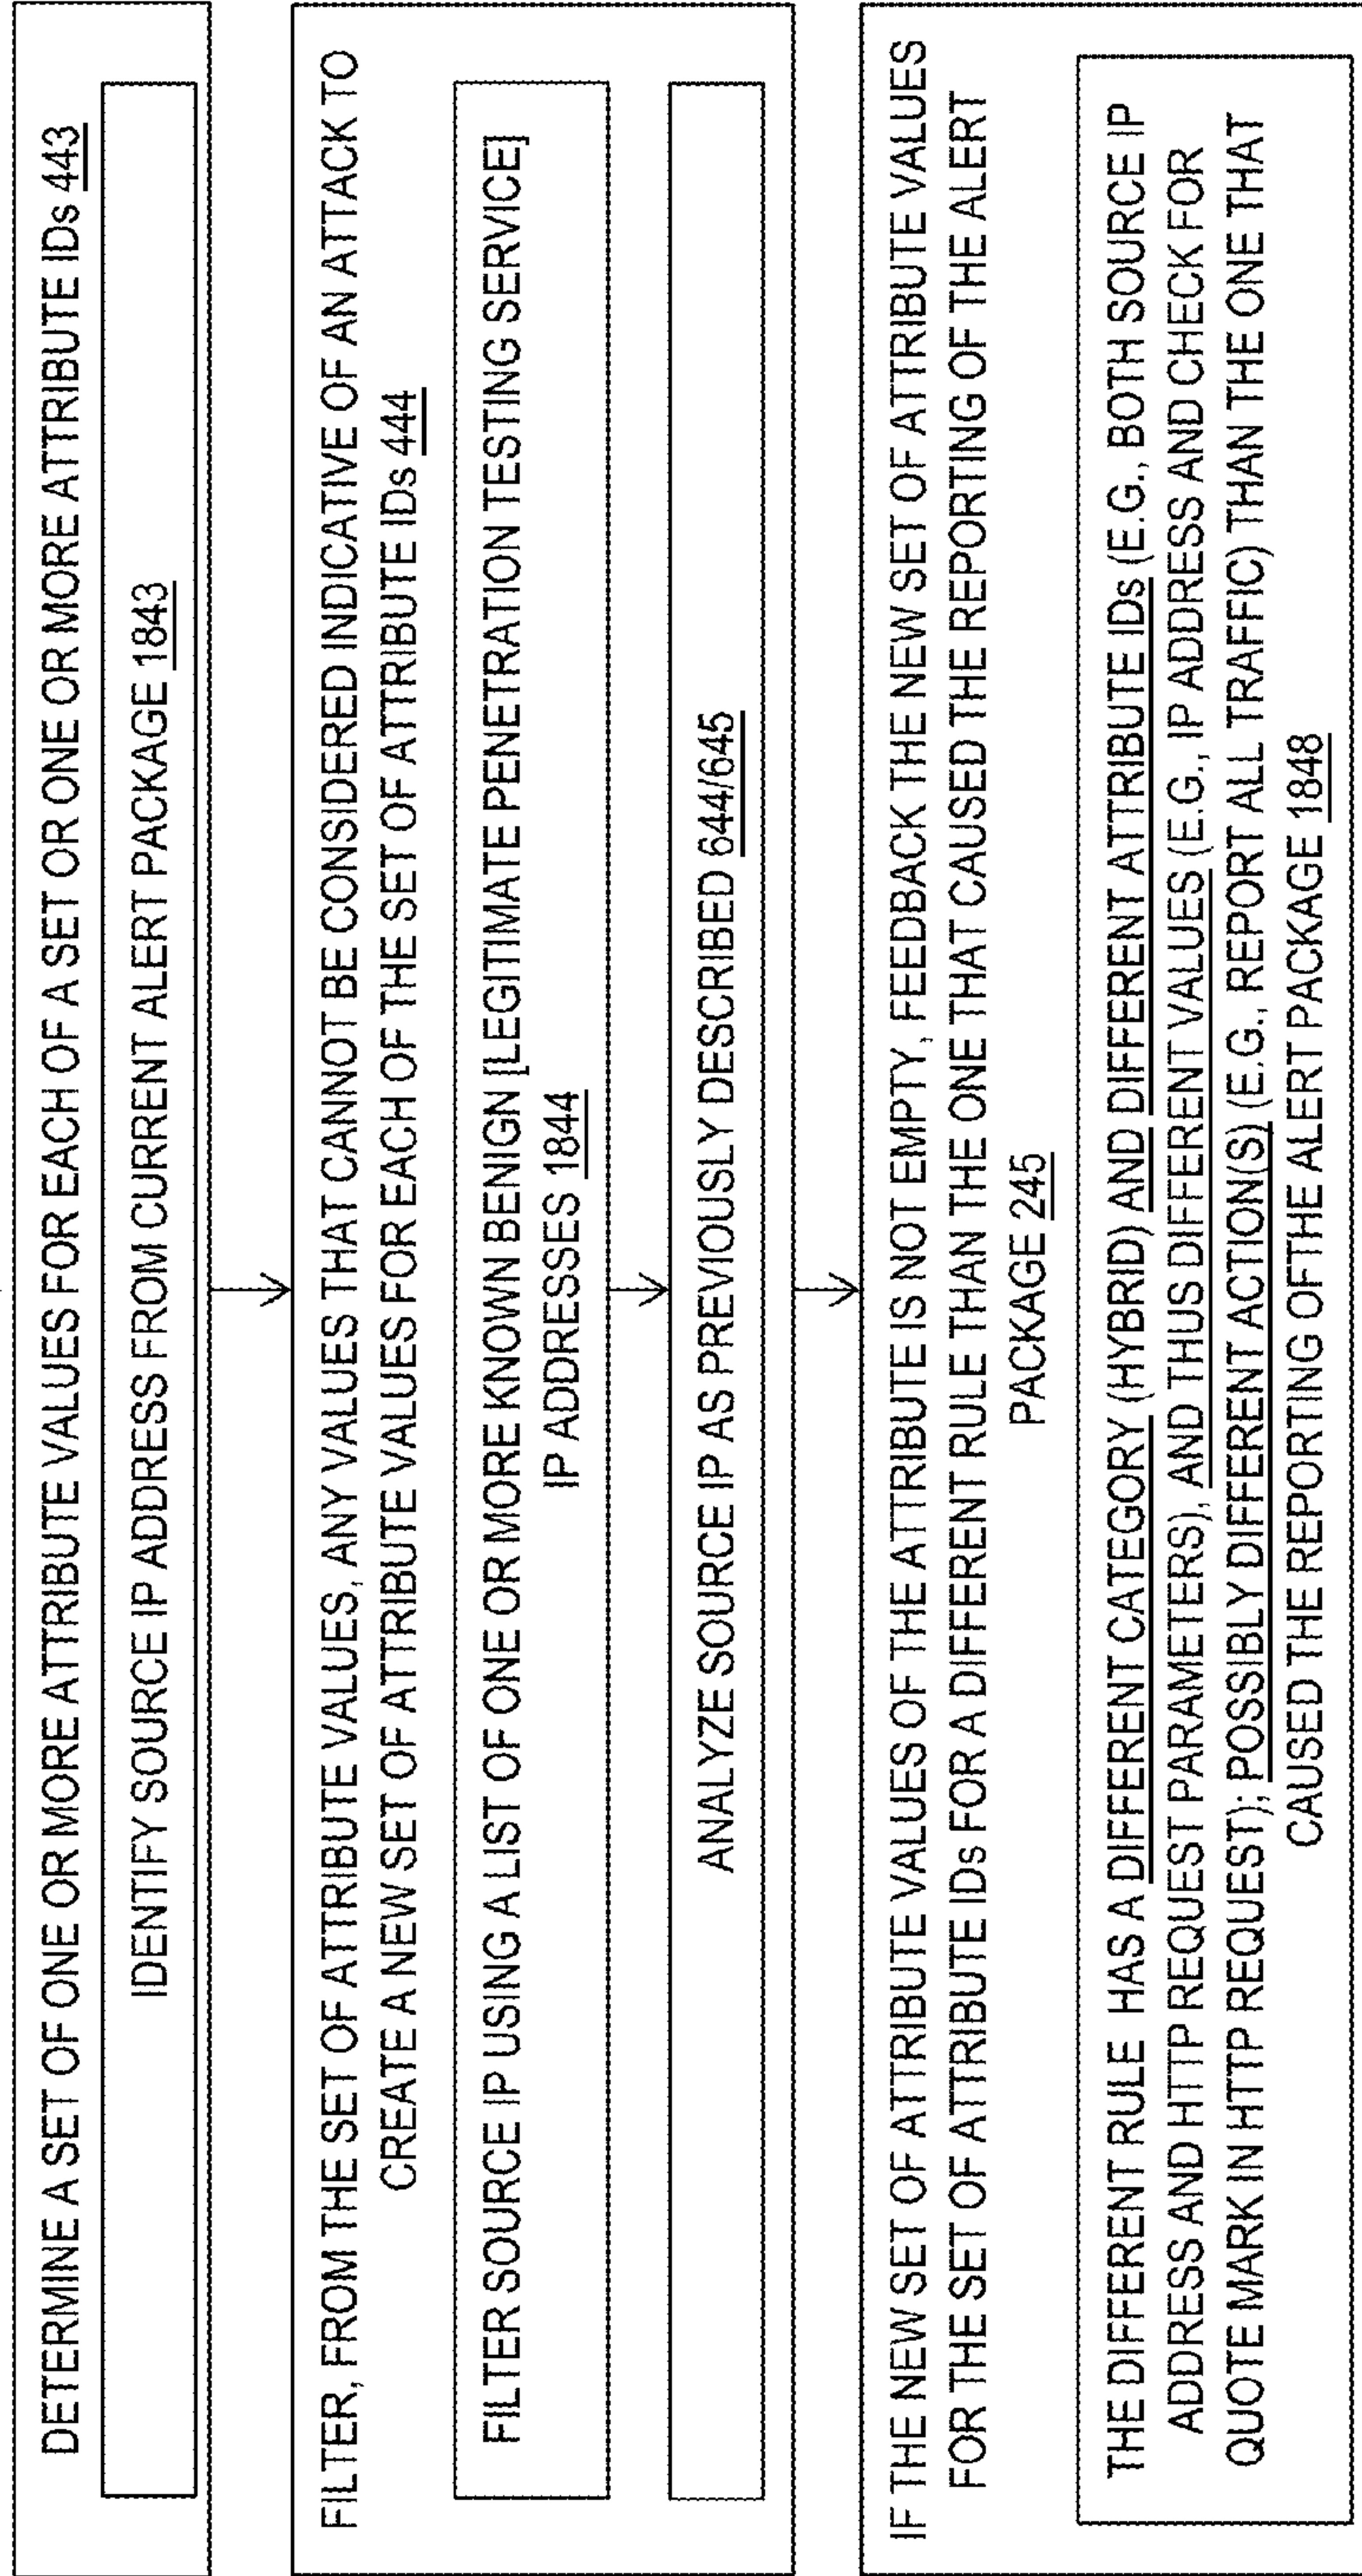 DETERMINE A SET OF ONE OR MORE ATTRIBUTE VALUES FOR EACH OF A SET OR ONE OR MORE ATTRIBUTE IDs 443
IDENTIFY SOURCE IP ADDRESS FROM CURRENT ALERT PACKAGE 1843
FILTER, FROM THE SET OF ATTRIBUTE VALUES, ANY VALUES THAT CANNOT BE CONSIDERED INDICATIVE OF AN ATTACK TO
CREATE A NEW SET OF ATTRIBUTE VALUES FOR EACH OF THE SET OF ATTRIBUTE IDs 444
FILTER SOURCE IP USING A LIST OF ONE OR MORE KNOWN BENIGN [LEGITIMATE PENETRATION TESTING SERVICE]
IP ADDRESSES 1844
ANALYZE SOURCE IP AS PREVIOUSLY DESCRIBED 644/645
IF THE NEW SET OF ATTRIBUTE VALUES OF THE ATTRIBUTE IS NOT EMPTY, FEEDBACK THE NEW SET OF ATTRIBUTE VALUES
FOR THE SET OF ATTRIBUTE IDs FOR A DIFFERENT RULE THAN THE ONE THAT CAUSED THE REPORTING OF THE ALERT
PACKAGE 245
THE DIFFERENT RULE HAS A DIFFERENT CATEGORY (HYBRID) AND DIFFERENT ATTRIBUTE IDs (E.G., BOTH SOURCE IP
ADDRESS AND HTTP REQUEST PARAMETERS), AND THUS DIFFERENT VALUES (E.G., IP ADDRESS AND CHECK FOR
QUOTE MARK IN HTTP REQUEST); POSSIBLY DIFFERENT ACTION(S) (E.G., REPORT ALL TRAFFIC) THAN THE ONE THAT
CAUSED THE REPORTING OFTHE ALERT PACKAGE 1848